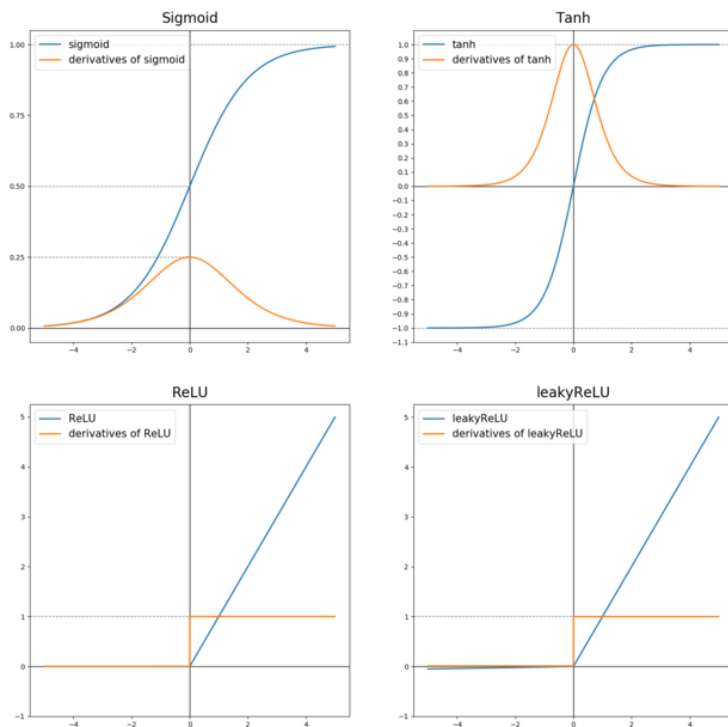 Sigmoid
sigmoid
derivatives of sigmoid
1.00
0.75
0.50
0.25
0.00
−4 −2 0 2 4
Tanh
tanh
derivatives of tanh
1.0
0.9
0.8
0.7
0.6
0.5
0.4
0.3
0.2
0.1
0.0
−0.1
−0.2
−0.3
−0.4
−0.5
−0.6
−0.7
−0.8
−0.9
−1.0
−1.1
−4 −2 0 2 4
ReLU
ReLU
derivatives of ReLU
5
4
3
2
1
0
−1
−4 −2 0 2 4
leakyReLU
leakyReLU
derivatives of leakyReLU
5
4
3
2
1
0
−1
−4 −2 0 2 4